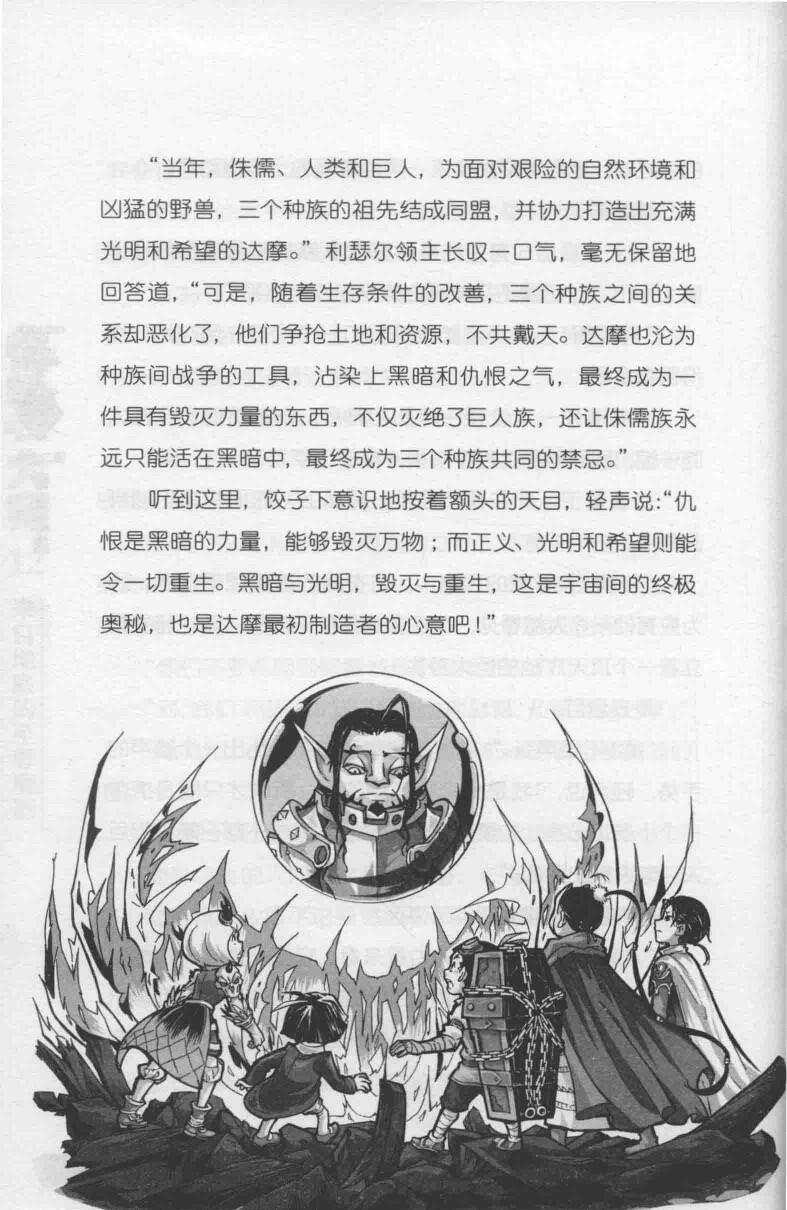 “当年，侏儒、人类和巨人，为面对艰险的自然环境和
凶猛的野兽，三个种族的祖先结成同盟，并协力打造出充满
光明和希望的达摩。”利瑟尔领主长叹一口气，毫无保留地
回答道，“可是，随着生存条件的改善，三个种族之间的关
系却恶化了，他们争抢土地和资源，不共戴天。达摩也沦为
种族间战争的工具，沾染上黑暗和仇恨之气，最终成为一
件具有毁灭力量的东西，不仅灭绝了巨人族，还让侏儒族永
远只能活在黑暗中，最终成为三个种族共同的禁忌。”
听到这里，饺子下意识地按着额头的天目，轻声说：“仇
恨是黑暗的力量，能够毁灭万物；而正义、光明和希望则能
令一切重生。黑暗与光明，毁灭与重生，这是宇宙间的终极
奥秘，也是达摩最初制造者的心意吧！”